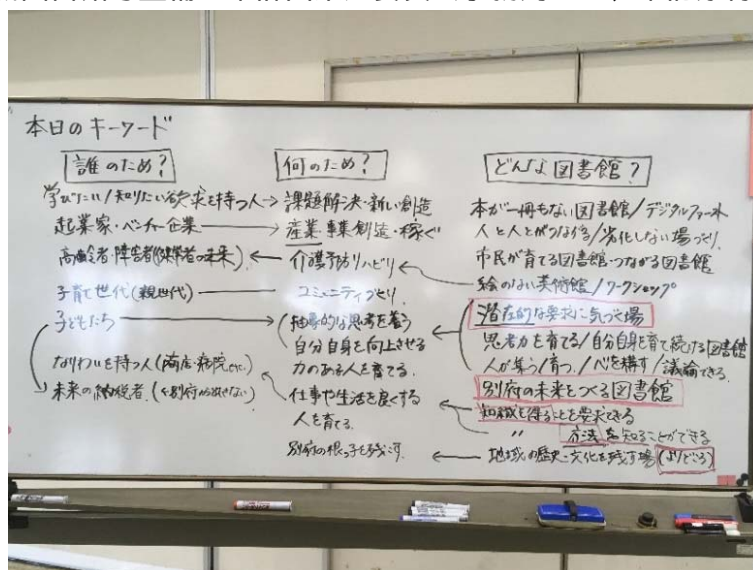 本日のキーワード
誰のため?
学びたい/知りたい欲求を持つ人→
起業家・ベンチャー企業
高齢者・障害者(健常者の未来)
子育て世代(親世代)
子どもたち
なりわいを持つ人(商店・病院etc.)
未来の納税者.(今別府から出せない)
何のため?
課題解決・新しい創造
産業・事業創造・稼ぐ
介護予防リハビリ
コミュニティづくり
抽象的な思考を養う
自分自身を向上させる
力のある人を育てる.
仕事や生活を良くする
人を育てる.
別府の根っ子を残す.
どんな図書館?
本が一冊もない図書館/デジタルファースト
人と人とがつながる/劣化しない場づくり.
市民が育てる図書館・つながる図書館
絵のない美術館/ワークショップ
潜在的な要求に気づく場
思考力を育てる/自分自身を育て続ける図書館
人が集う/育つ/心を構す/議論できる.
別府の未来をつくる図書館
知識を得ることを要求できる
〃 方法を知ることができる
地域の歴史・文化を残す場(よりどころ)